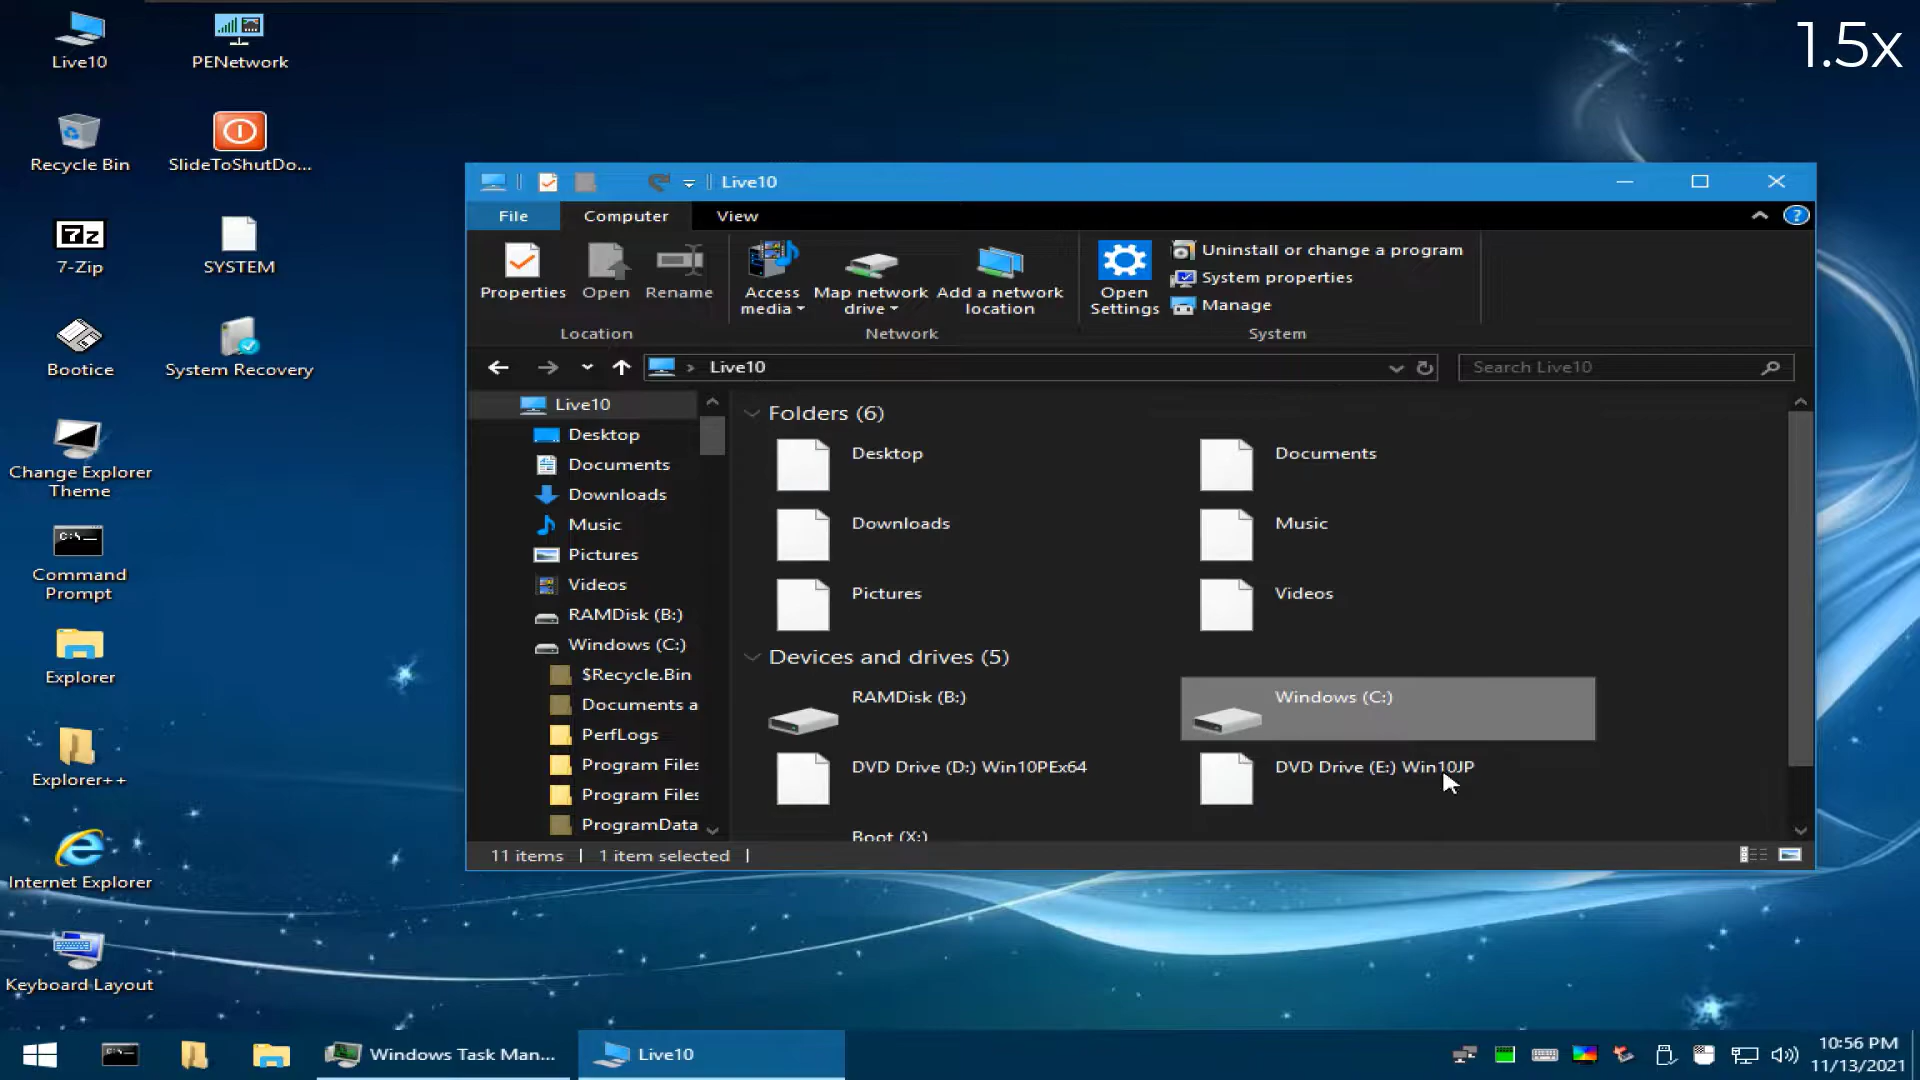 Live10
PENetwork
1.5x
Recycle Bin
SlideToShutDo...
7-Zip
SYSTEM
Bootice
System Recovery
Change Explorer
Theme
Command
Prompt
Explorer
Explorer++
Internet Explorer
Keyboard Layout
Live10
File
Computer
View
Properties
Open
Rename
Location
Access
media
Map network
drive
Add a network
location
Network
Open
Settings
Uninstall or change a program
System properties
Manage
System
Live10
Search Live10
Live10
Desktop
Documents
Downloads
Music
Pictures
Videos
RAMDisk (B:)
Windows (C:)
$Recycle.Bin
Documents a
PerfLogs
Program Files
Program Files
ProgramData
Folders (6)
Desktop
Documents
Downloads
Music
Pictures
Videos
Devices and drives (5)
RAMDisk (B:)
Windows (C:)
DVD Drive (D:) Win10PEx64
DVD Drive (E:) Win10JP
Boot (X:)
11 items
1 item selected
Windows Task Man...
Live10
10:56 PM
11/13/2021